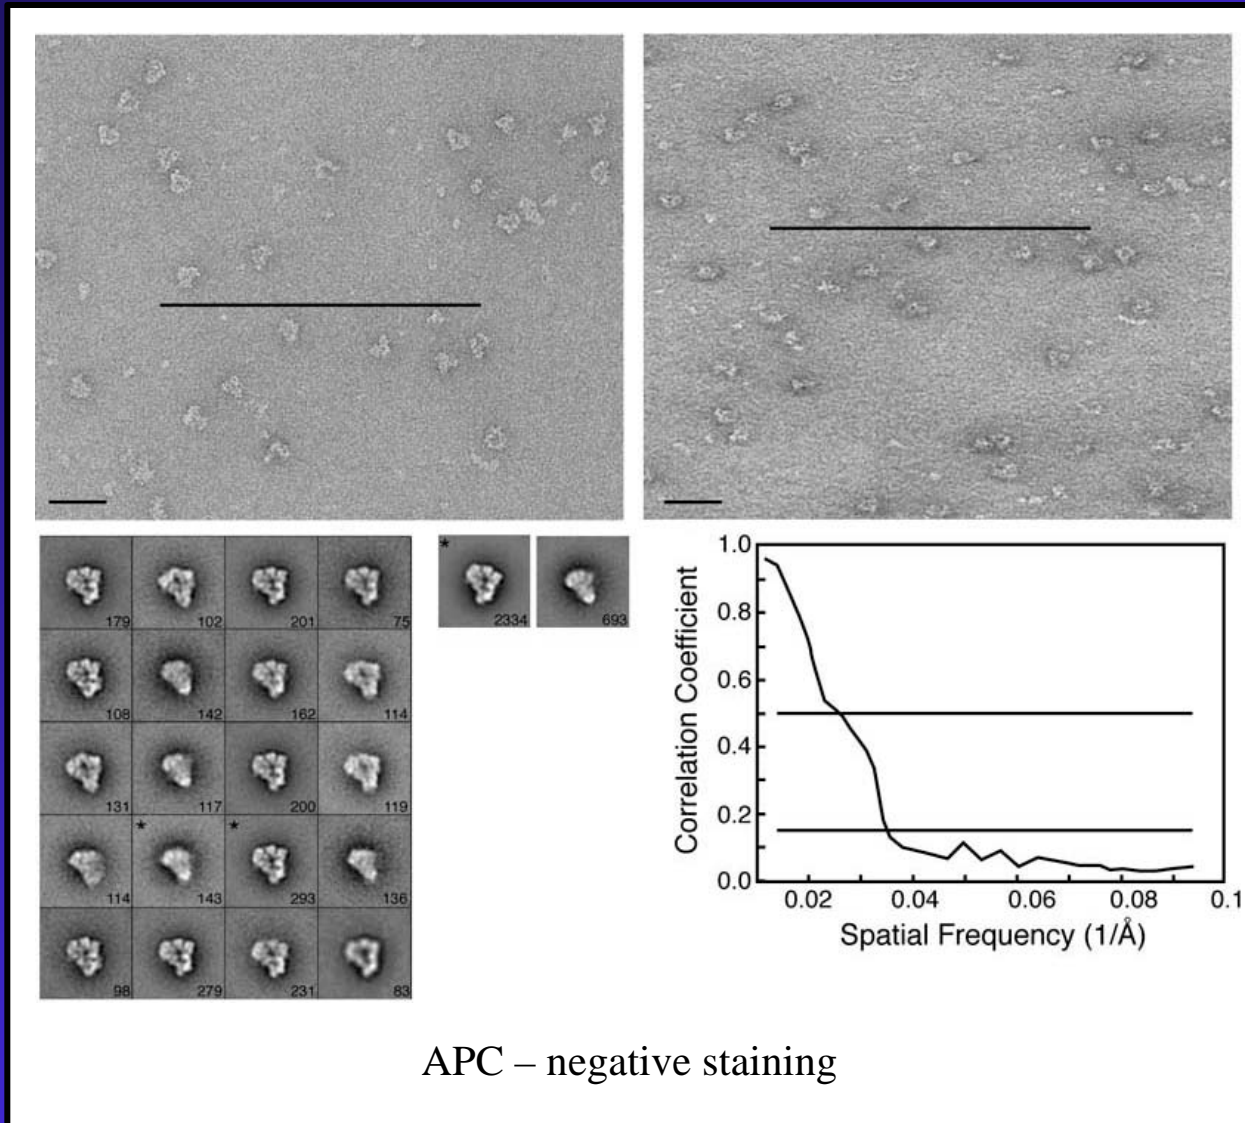 179 102 201 75
108 142 162 114
131 117 200 119
* *
114 143 293 136
98 279 231 83
*
2334 693
1.0
0.8
0.6
0.4
0.2
0.0
Correlation Coefficient
0.02 0.04 0.06 0.08 0.1
Spatial Frequency (1/Å)
APC – negative staining